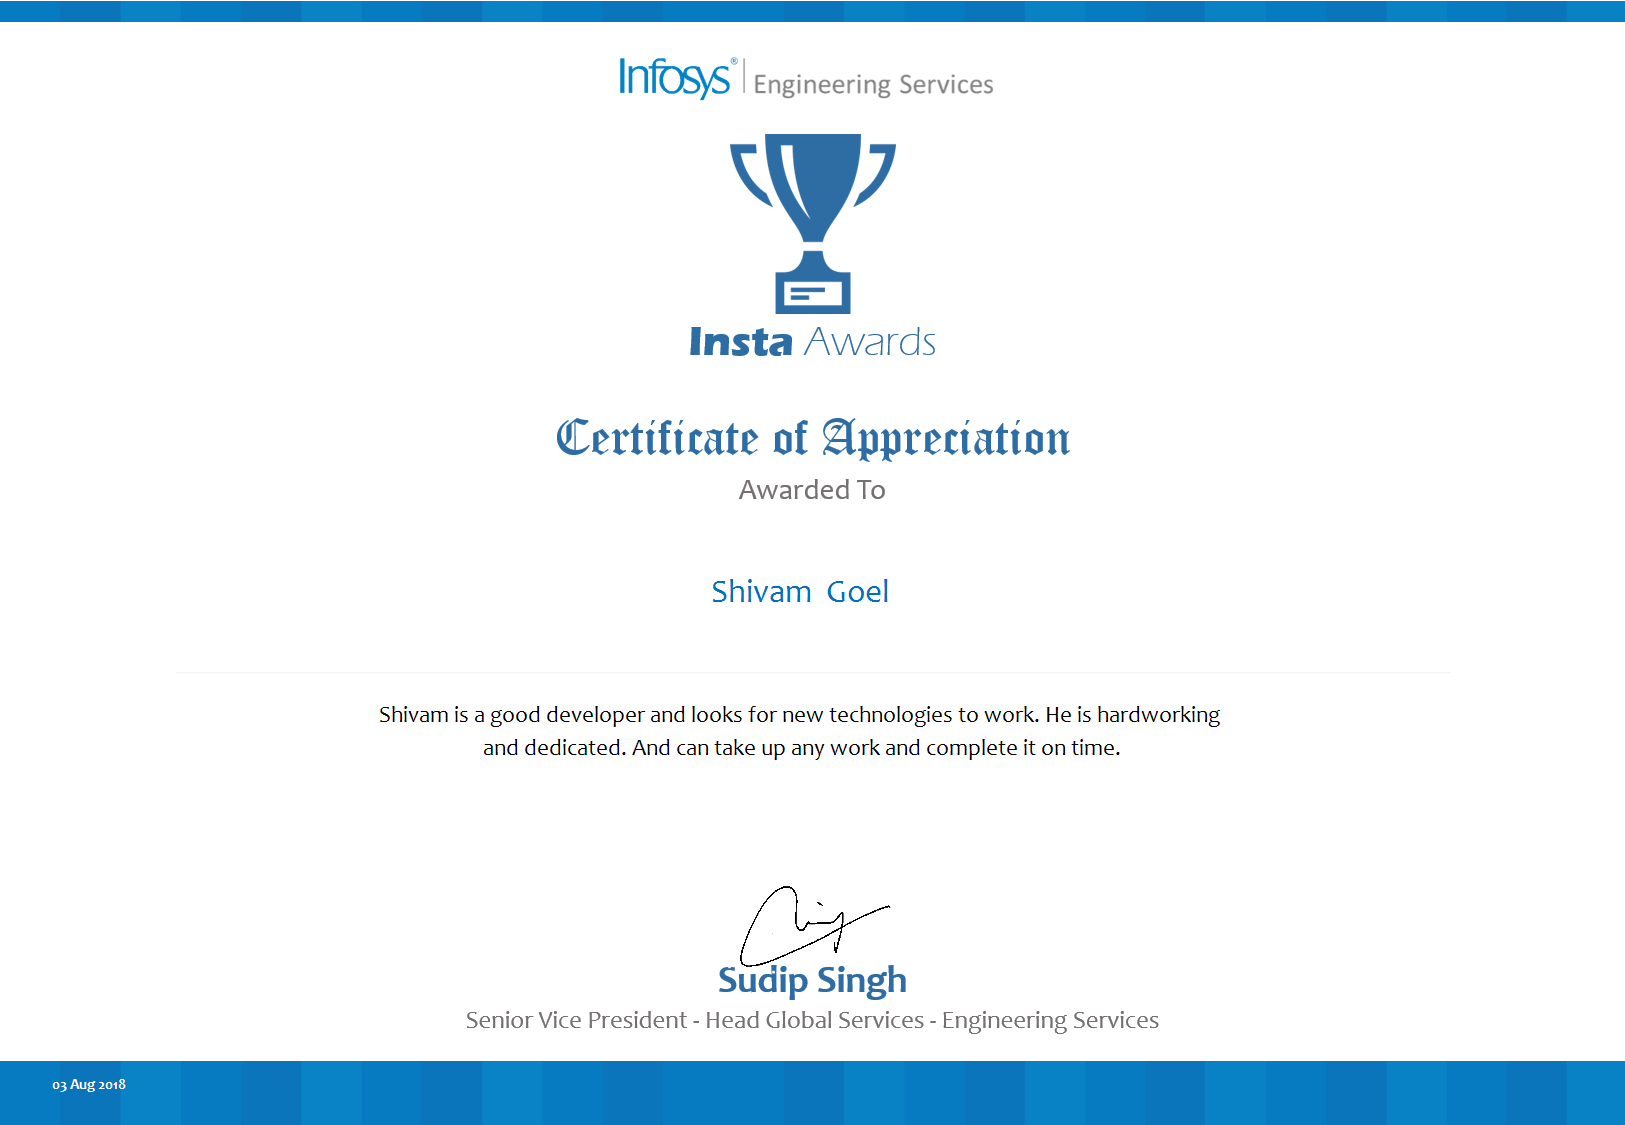 Infosys® | Engineering Services
Insta Awards
Certificate of Appreciation
Awarded To
Shivam Goel
Shivam is a good developer and looks for new technologies to work. He is hardworking
and dedicated. And can take up any work and complete it on time.
Sudip Singh
Senior Vice President - Head Global Services - Engineering Services
03 Aug 2018